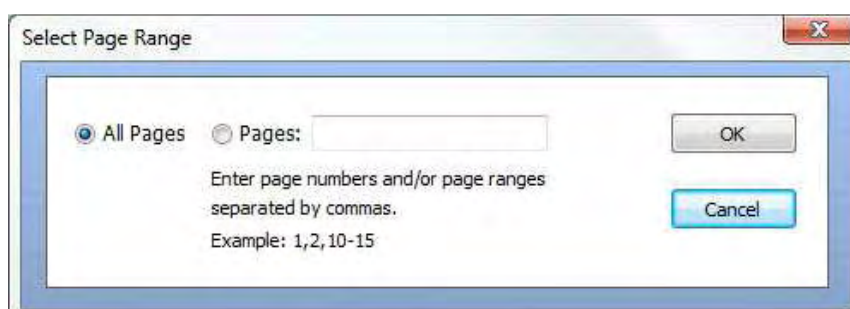 Select Page Range
X
All Pages Pages: OK
Enter page numbers and/or page ranges
separated by commas.
Cancel
Example: 1,2,10-15